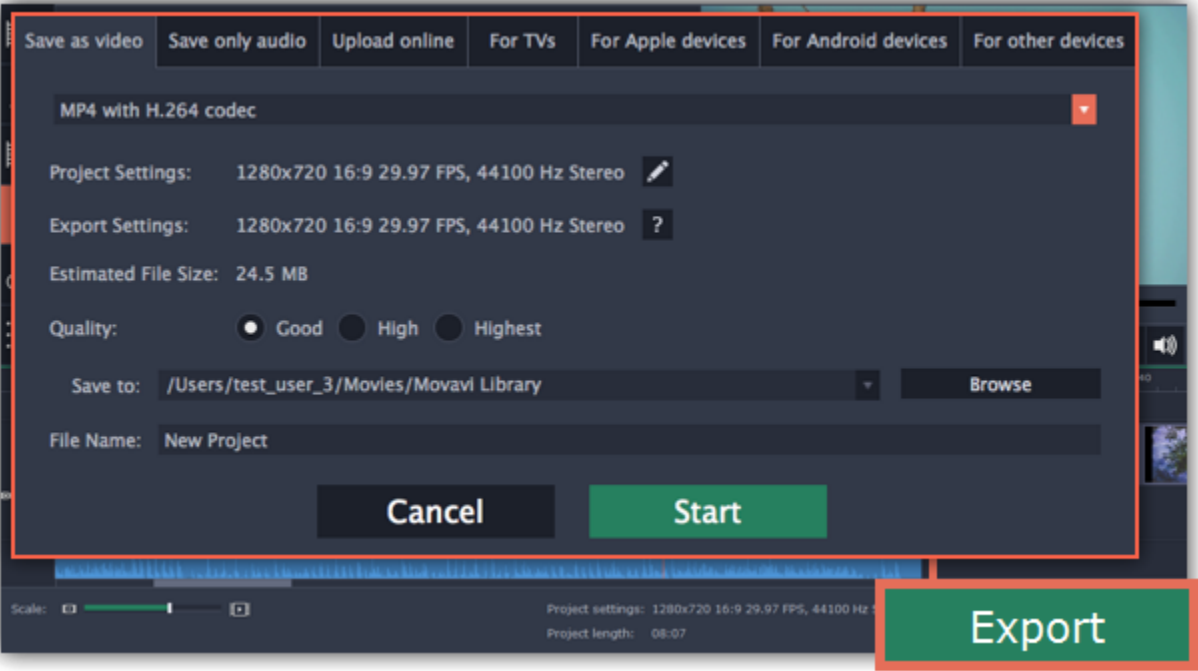 Save as video Save only audio Upload online For TVs For Apple devices For Android devices For other devices
MP4 with H.264 codec
Project Settings: 1280x720 16:9 29.97 FPS, 44100 Hz Stereo
Export Settings: 1280x720 16:9 29.97 FPS, 44100 Hz Stereo ?
Estimated File Size: 24.5 MB
Quality: Good High Highest
Save to: /Users/test_user_3/Movies/Movavi Library Browse
File Name: New Project
Cancel Start
Scale: Project settings: 1280x720 16:9 29.97 FPS, 44100 Hz
Project length: 08:07
Export